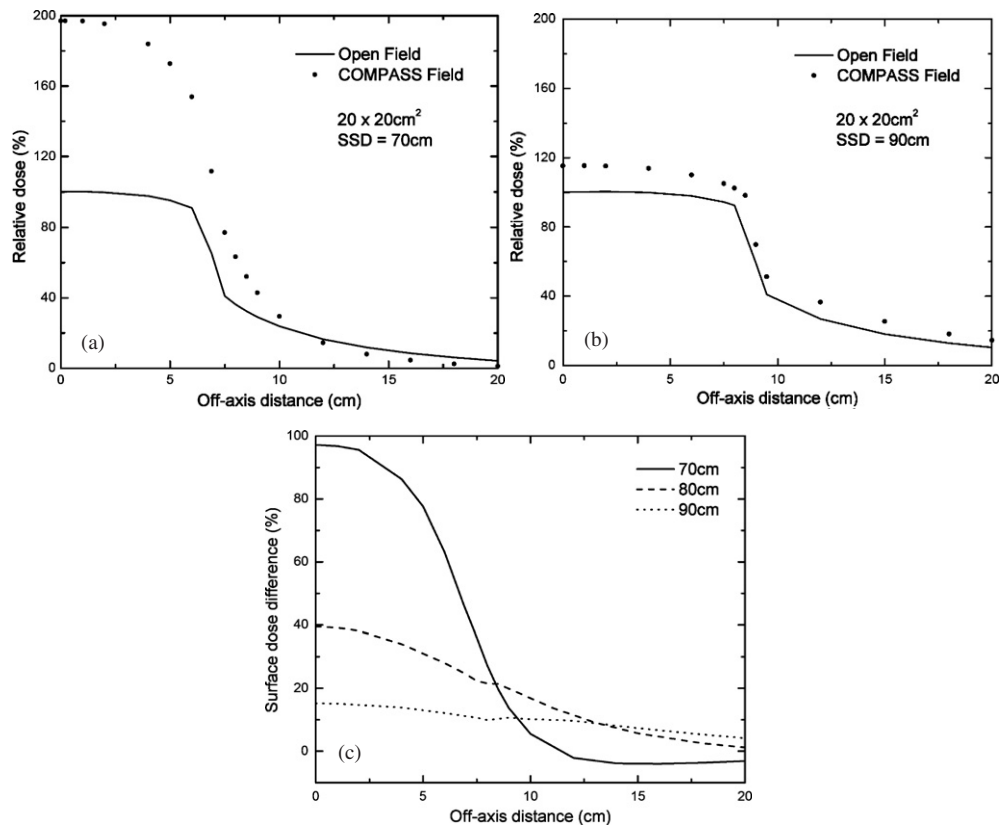 200
160
120
80
40
0
Relative dose (%)
Open Field
COMPASS Field
20 x 20cm²
SSD = 70cm
(a)
0 5 10 15 20
Off-axis distance (cm)
200
160
120
80
40
0
Relative dose (%)
Open Field
COMPASS Field
20 x 20cm²
SSD = 90cm
(b)
0 5 10 15 20
Off-axis distance (cm)
100
80
60
40
20
0
Surface dose difference (%)
70cm
80cm
90cm
(c)
0 5 10 15 20
Off-axis distance (cm)